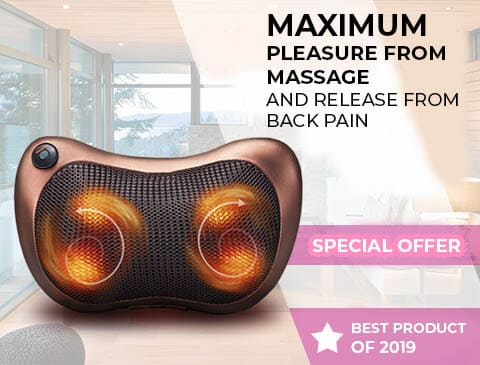 MAXIMUM
PLEASURE FROM
MASSAGE
AND RELEASE FROM
BACK PAIN
SPECIAL OFFER
BEST PRODUCT
OF 2019